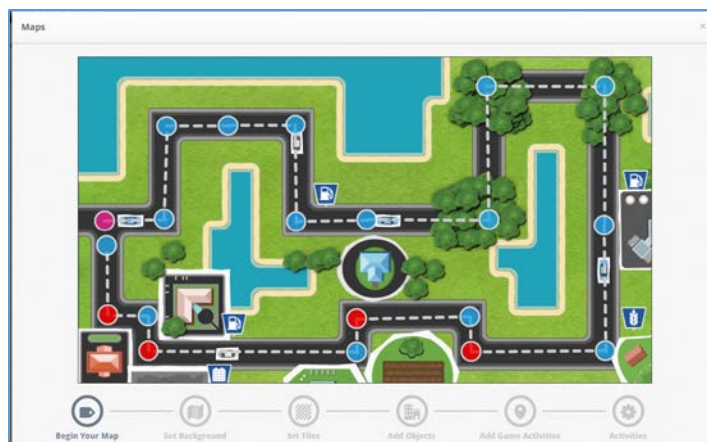 Maps
×
Begin Your Map
Set Background
Set Tiles
Add Objects
Add Game Activities
Activities